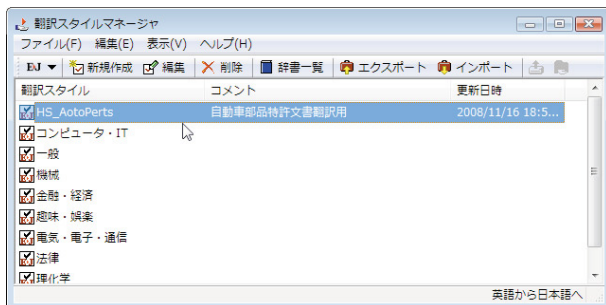 翻訳スタイルマネージャ
ファイル(F) 編集(E) 表示(V) ヘルプ(H)
EJ 新規作成 編集 削除 辞書一覧 エクスポート インポート
翻訳スタイル コメント 更新日時
HS_AotoPerts 自動車部品特許文書翻訳用 2008/11/16 18:5...
コンピュータ・IT
一般
機械
金融・経済
趣味・娯楽
電気・電子・通信
法律
理化学
英語から日本語へ